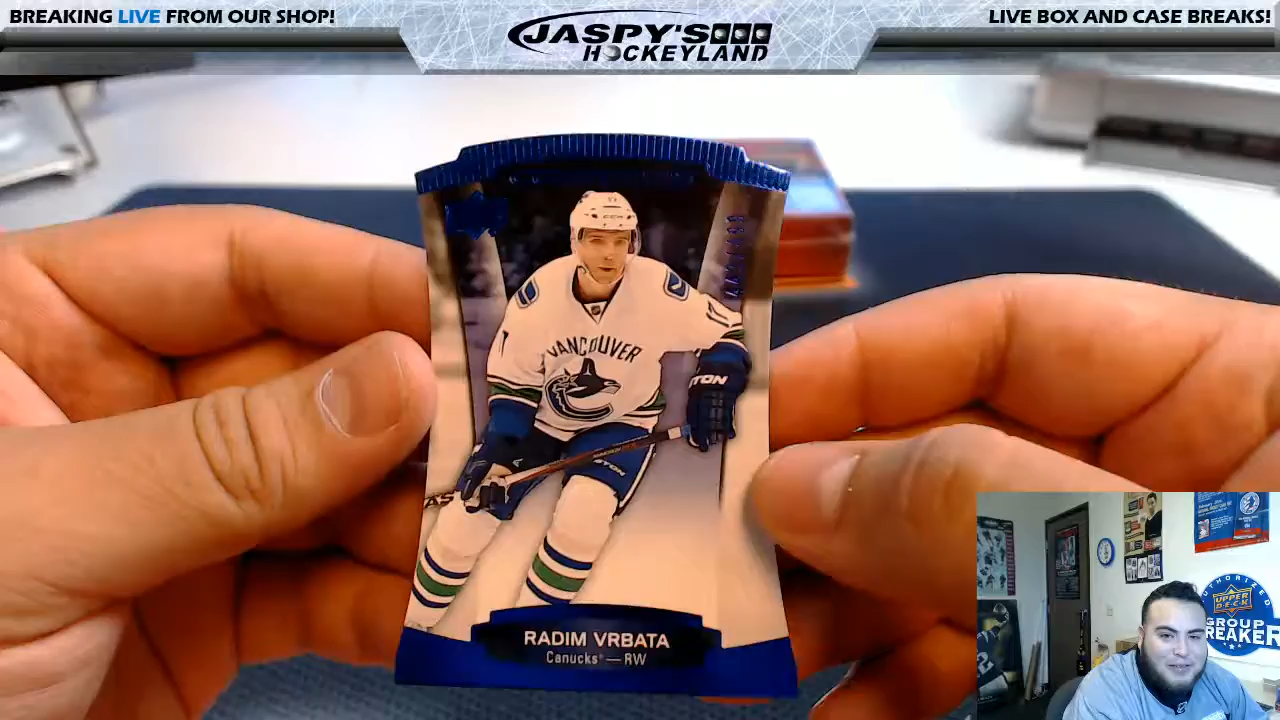 BREAKING LIVE FROM OUR SHOP!
JASPY'S
HOCKEYLAND
LIVE BOX AND CASE BREAKS!
VANCOUVER
RADIM VRBATA
Canucks — RW
AUTHORIZED
UPPER DECK
GROUP
BREAKER